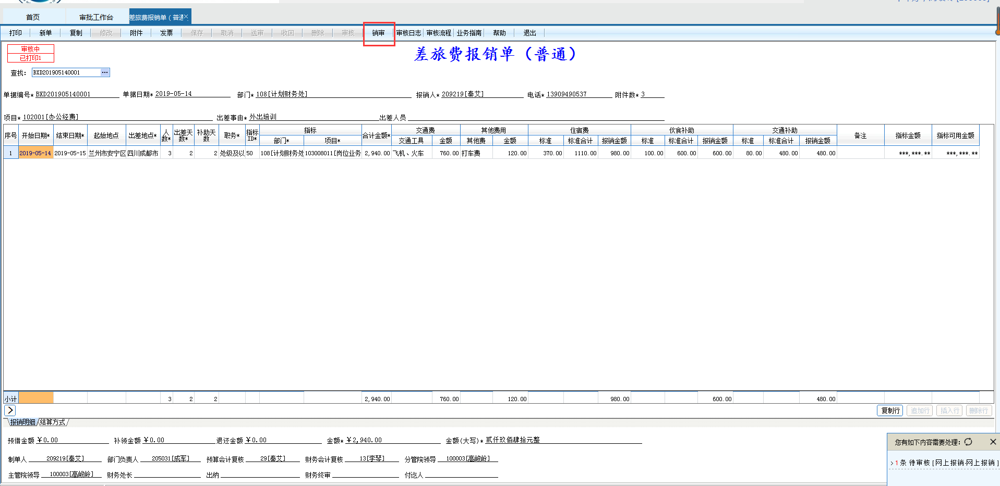 首页 审批工作台 差旅费报销单（普通
打印 新单 复制 修改 附件 发票 保存 取消 送审 收回 删除 审核 销审 审核日志 审核流程 业务指南 帮助 退出
审核中
已打印1
差旅费报销单（普通）
查找： BXD201905140001 ...
单据编号* BXD201905140001 单据日期* 2019-05-14 部门* 108[计划财务处] 报销人* 209219[秦艾] 电话* 13909490537 附件数* 3
项目* 102001[办公经费] 出差事由* 外出培训 出差人员
序号 开始日期* 结束日期* 起始地点 出差地点* 人数* 出差天数* 补助天数 职务* 指标ID* 指标 合计金额* 交通费 其他费用 住宿费 伙食补助 交通补助 备注 指标金额 指标可用金额
部门* 项目* 交通工具 金额 其他费 金额 标准 标准合计 报销金额 标准 标准合计 报销金额 标准 标准合计 报销金额
1 2019-05-14 2019-05-15 兰州市安宁区 四川成都市 3 2 2 处级及以 50 108[计划财务处 103008011[岗位业务 2,940.00 飞机、火车 760.00 打车费 120.00 370.00 1110.00 980.00 100.00 600.00 600.00 80.00 480.00 480.00 ***,***.** ***,***.**
小计 3 2 2 2,940.00 760.00 120.00 980.00 600.00 480.00
复制行 追加行 插入行 删除行
报销明细 结算方式
预借金额 ¥0.00 补领金额 ¥0.00 退还金额 ¥0.00 金额* ¥2,940.00 金额(大写)* 贰仟玖佰肆拾元整
制单人 209219[秦艾] 部门负责人 205031[成军] 预算会计复核 29[秦艾] 财务会计复核 13[李琴] 分管院领导 100003[高峻岭]
主管院领导 100003[高峻岭] 财务处长 出纳 财务终审 付讫人
您有如下内容需要处理：
>1 条 待审核 [网上报销-网上报销]